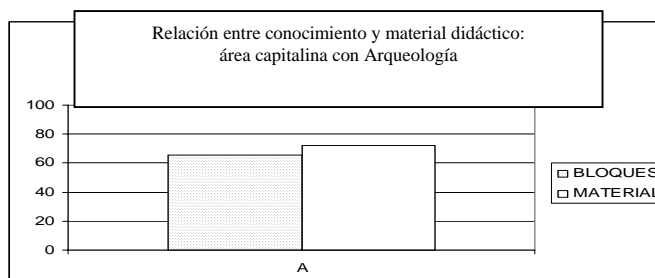 Relación entre conocimiento y material didáctico:
área capitalina con Arqueología
100
80
60
40
20
0
A
BLOQUES
MATERIAL